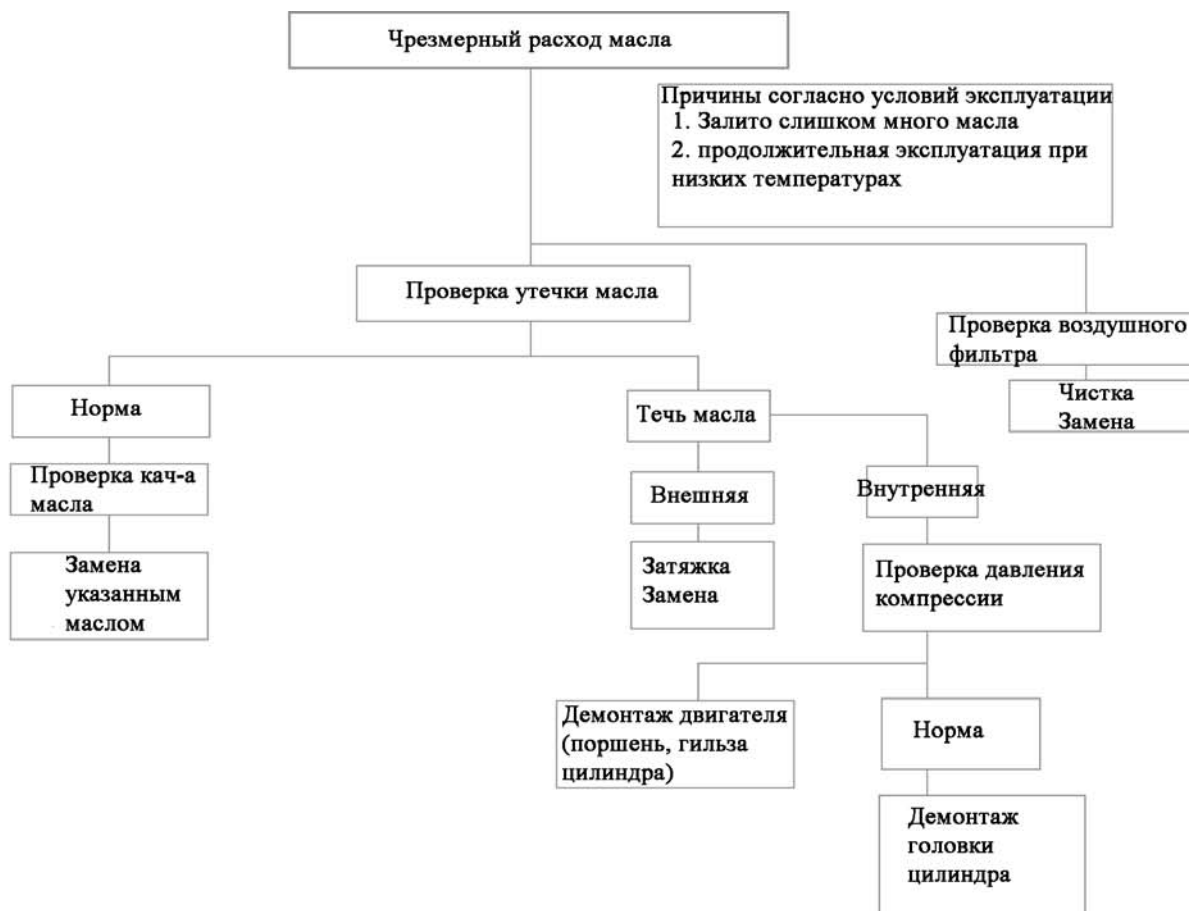 Чрезмерный расход масла
Причины согласно условий эксплуатации
1. Залито слишком много масла
2. продолжительная эксплуатация при
низких температурах
Проверка утечки масла
Проверка воздушного
фильтра
Чистка
Замена
Норма
Течь масла
Проверка кач-а
масла
Внешняя
Внутренняя
Замена
указанным
маслом
Затяжка
Замена
Проверка давления
компрессии
Демонтаж двигателя
(поршень, гильза
цилиндра)
Норма
Демонтаж
головки
цилиндра